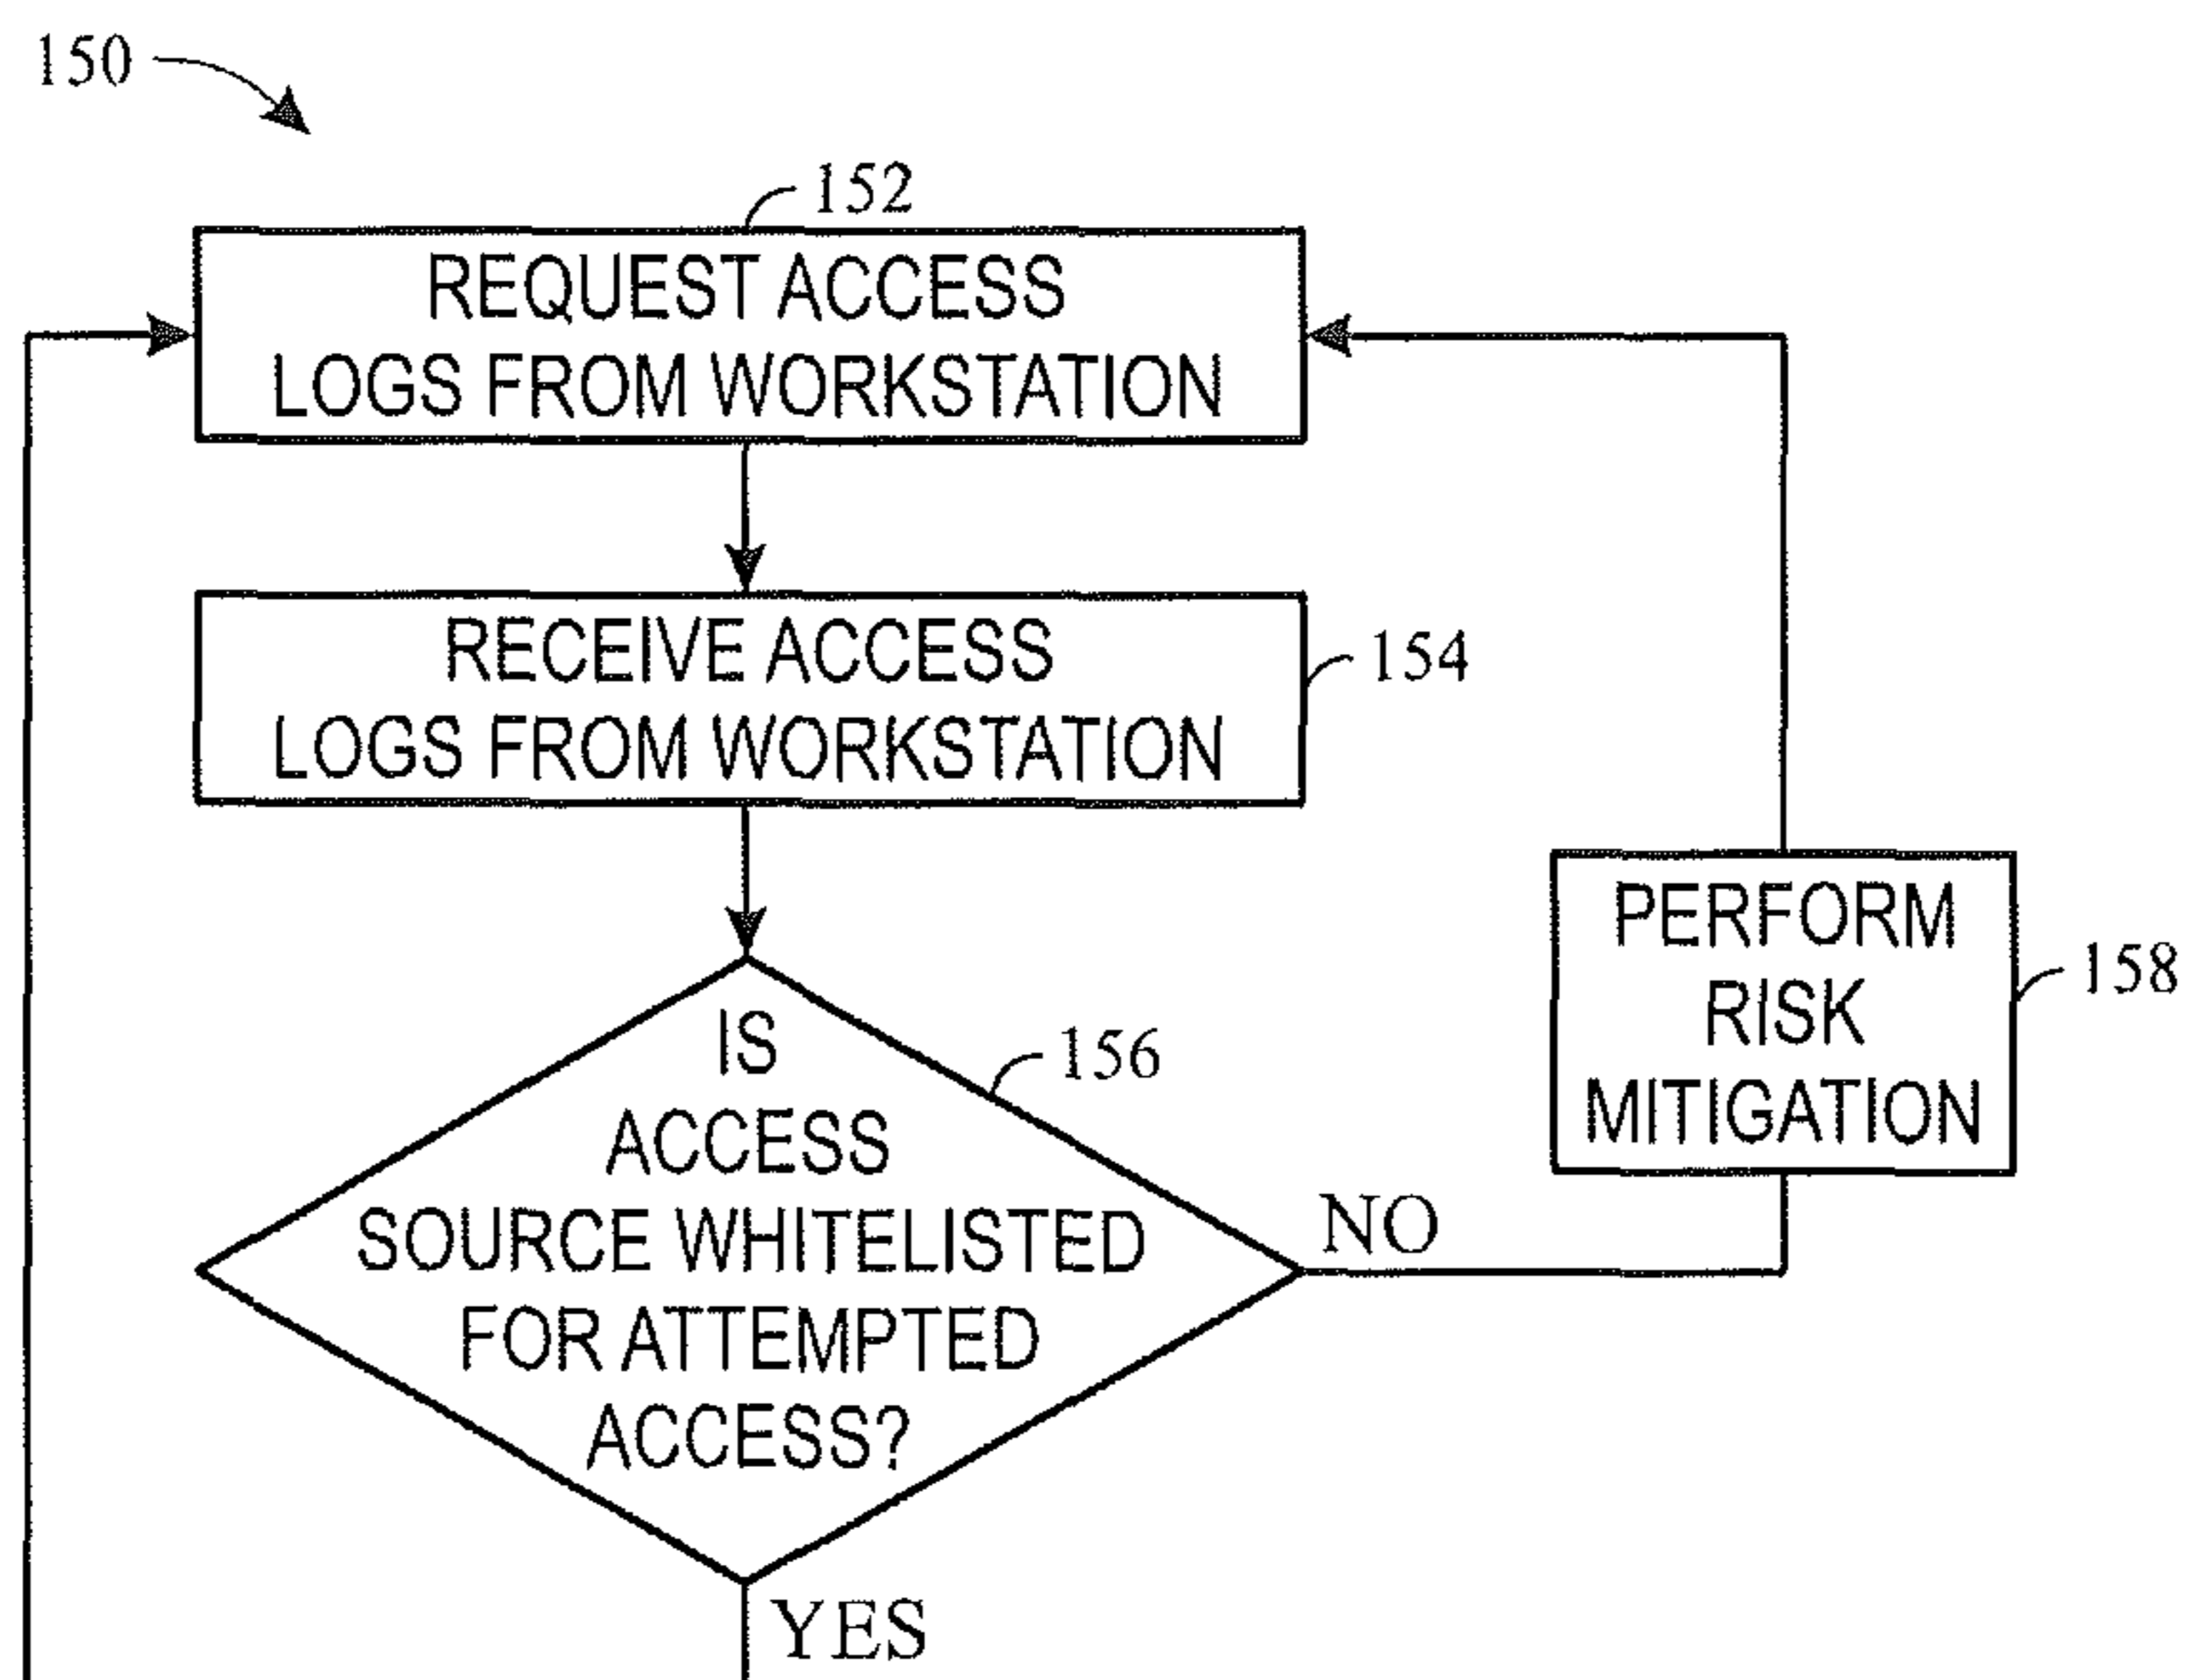 150
152
REQUEST ACCESS
LOGS FROM WORKSTATION
RECEIVE ACCESS
LOGS FROM WORKSTATION
154
PERFORM
RISK
MITIGATION
158
IS
ACCESS
SOURCE WHITELISTED
FOR ATTEMPTED
ACCESS?
156
NO
YES